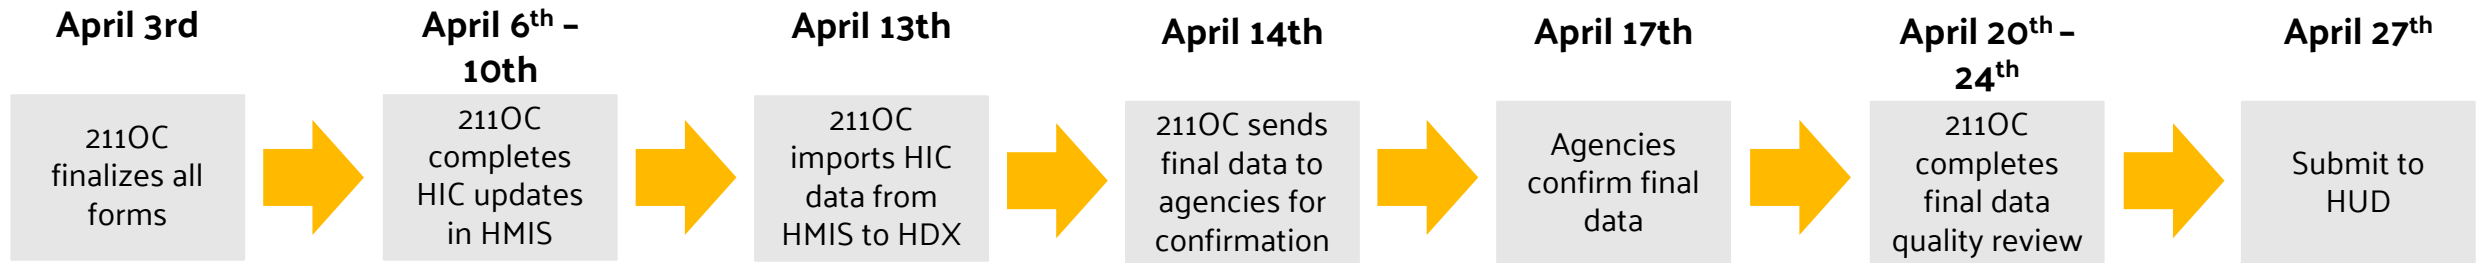 April 3rd
211OC
finalizes all
forms
April 6th –
10th
211OC
completes
HIC updates
in HMIS
April 13th
211OC
imports HIC
data from
HMIS to HDX
April 14th
211OC sends
final data to
agencies for
confirmation
April 17th
Agencies
confirm final
data
April 20th –
24th
211OC
completes
final data
quality review
April 27th
Submit to
HUD